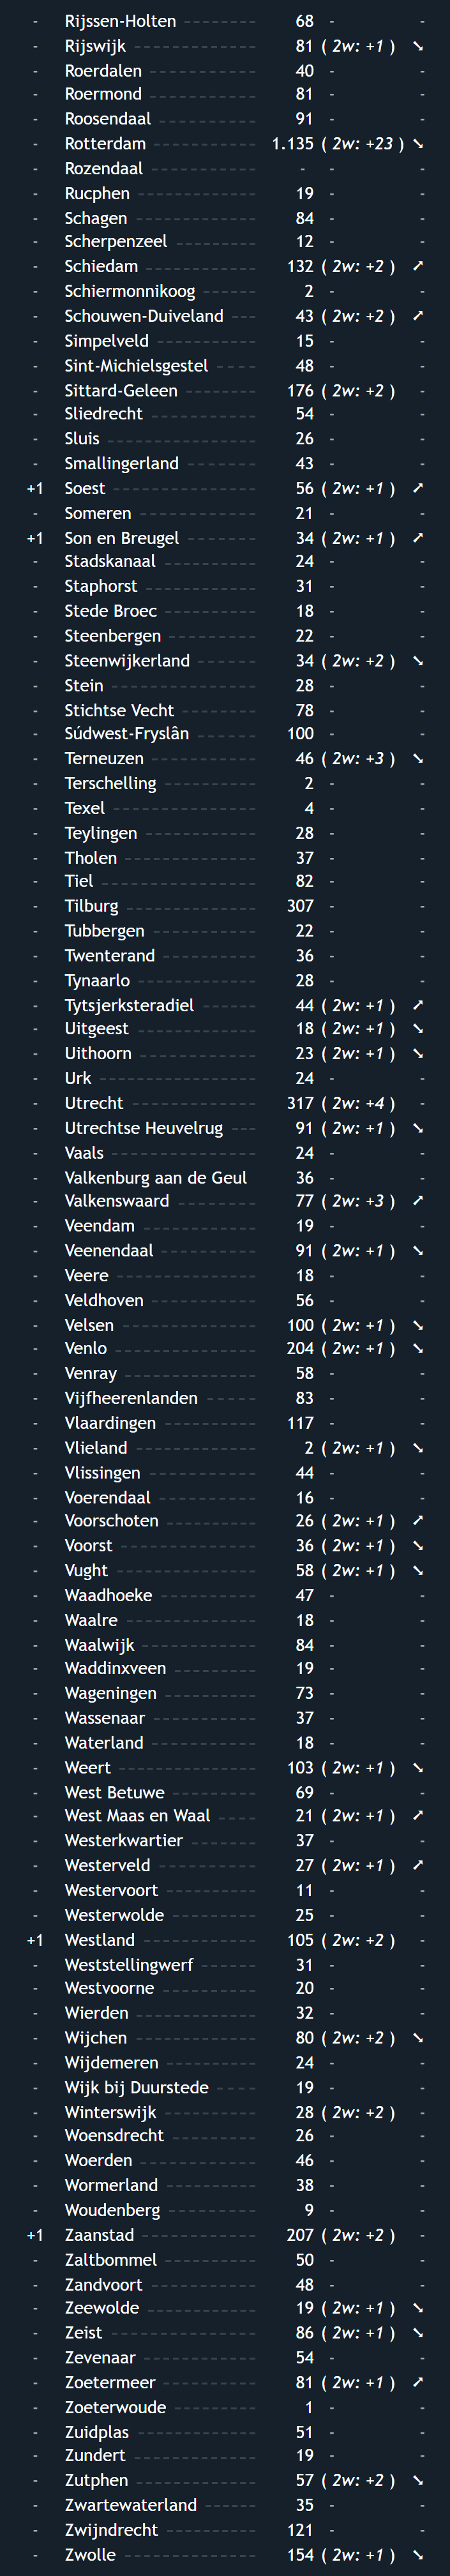 - Rijssen-Holten 68 - -
- Rijswijk 81 ( 2w: +1 ) ➘
- Roerdalen 40 - -
- Roermond 81 - -
- Roosendaal 91 - -
- Rotterdam 1.135 ( 2w: +23 ) ➘
- Rozendaal - - -
- Rucphen 19 - -
- Schagen 84 - -
- Scherpenzeel 12 - -
- Schiedam 132 ( 2w: +2 ) ➚
- Schiermonnikoog 2 - -
- Schouwen-Duiveland 43 ( 2w: +2 ) ➚
- Simpelveld 15 - -
- Sint-Michielsgestel 48 - -
- Sittard-Geleen 176 ( 2w: +2 ) -
- Sliedrecht 54 - -
- Sluis 26 - -
- Smallingerland 43 - -
+1 Soest 56 ( 2w: +1 ) ➚
- Someren 21 - -
+1 Son en Breugel 34 ( 2w: +1 ) ➚
- Stadskanaal 24 - -
- Staphorst 31 - -
- Stede Broec 18 - -
- Steenbergen 22 - -
- Steenwijkerland 34 ( 2w: +2 ) ➘
- Stein 28 - -
- Stichtse Vecht 78 - -
- Súdwest-Fryslân 100 - -
- Terneuzen 46 ( 2w: +3 ) ➘
- Terschelling 2 - -
- Texel 4 - -
- Teylingen 28 - -
- Tholen 37 - -
- Tiel 82 - -
- Tilburg 307 - -
- Tubbergen 22 - -
- Twenterand 36 - -
- Tynaarlo 28 - -
- Tytsjerksteradiel 44 ( 2w: +1 ) ➚
- Uitgeest 18 ( 2w: +1 ) ➘
- Uithoorn 23 ( 2w: +1 ) ➘
- Urk 24 - -
- Utrecht 317 ( 2w: +4 ) -
- Utrechtse Heuvelrug 91 ( 2w: +1 ) ➘
- Vaals 24 - -
- Valkenburg aan de Geul 36 - -
- Valkenswaard 77 ( 2w: +3 ) ➚
- Veendam 19 - -
- Veenendaal 91 ( 2w: +1 ) ➘
- Veere 18 - -
- Veldhoven 56 - -
- Velsen 100 ( 2w: +1 ) ➘
- Venlo 204 ( 2w: +1 ) ➘
- Venray 58 - -
- Vijfheerenlanden 83 - -
- Vlaardingen 117 - -
- Vlieland 2 ( 2w: +1 ) ➘
- Vlissingen 44 - -
- Voerendaal 16 - -
- Voorschoten 26 ( 2w: +1 ) ➚
- Voorst 36 ( 2w: +1 ) ➘
- Vught 58 ( 2w: +1 ) ➘
- Waadhoeke 47 - -
- Waalre 18 - -
- Waalwijk 84 - -
- Waddinxveen 19 - -
- Wageningen 73 - -
- Wassenaar 37 - -
- Waterland 18 - -
- Weert 103 ( 2w: +1 ) ➘
- West Betuwe 69 - -
- West Maas en Waal 21 ( 2w: +1 ) ➚
- Westerkwartier 37 - -
- Westerveld 27 ( 2w: +1 ) ➚
- Westervoort 11 - -
- Westerwolde 25 - -
+1 Westland 105 ( 2w: +2 ) -
- Weststellingwerf 31 - -
- Westvoorne 20 - -
- Wierden 32 - -
- Wijchen 80 ( 2w: +2 ) ➘
- Wijdemeren 24 - -
- Wijk bij Duurstede 19 - -
- Winterswijk 28 ( 2w: +2 ) -
- Woensdrecht 26 - -
- Woerden 46 - -
- Wormerland 38 - -
- Woudenberg 9 - -
+1 Zaanstad 207 ( 2w: +2 ) -
- Zaltbommel 50 - -
- Zandvoort 48 - -
- Zeewolde 19 ( 2w: +1 ) ➘
- Zeist 86 ( 2w: +1 ) ➘
- Zevenaar 54 - -
- Zoetermeer 81 ( 2w: +1 ) ➚
- Zoeterwoude 1 - -
- Zuidplas 51 - -
- Zundert 19 - -
- Zutphen 57 ( 2w: +2 ) ➘
- Zwartewaterland 35 - -
- Zwijndrecht 121 - -
- Zwolle 154 ( 2w: +1 ) ➘